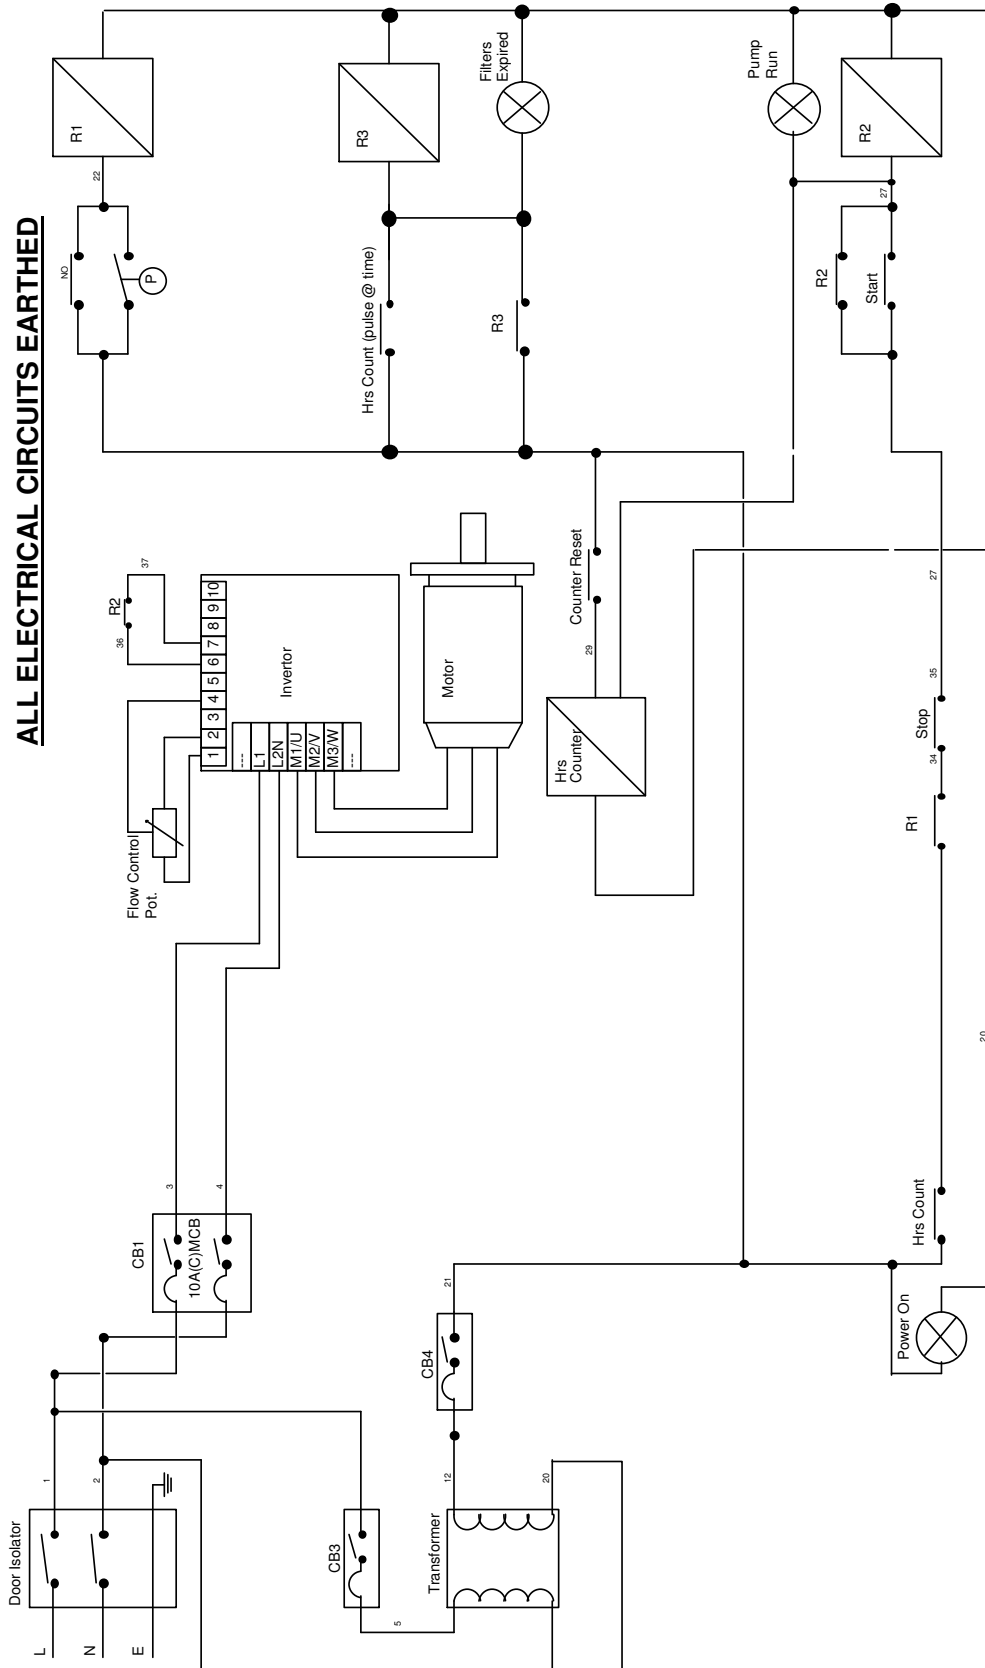 ALL ELECTRICAL CIRCUITS EARTHED
Door Isolator
L
N
E
1
2
CB1
10A(C)MCB
3
4
CB3
5
Transformer
12
20
CB4
21
Flow Control
Pot.
1
2
3
4
5
6
7
8
9
10
R2
36
37
Invertor
----
L1
L2N
M1/U
M2/V
M3/W
----
Motor
NO
P
22
R1
Hrs Count (pulse @ time)
R3
R3
Filters
Expired
Hrs
Counter
29
Counter Reset
Pump
Run
R2
27
R2
Start
27
35
Stop
34
R1
Hrs Count
Power On
20